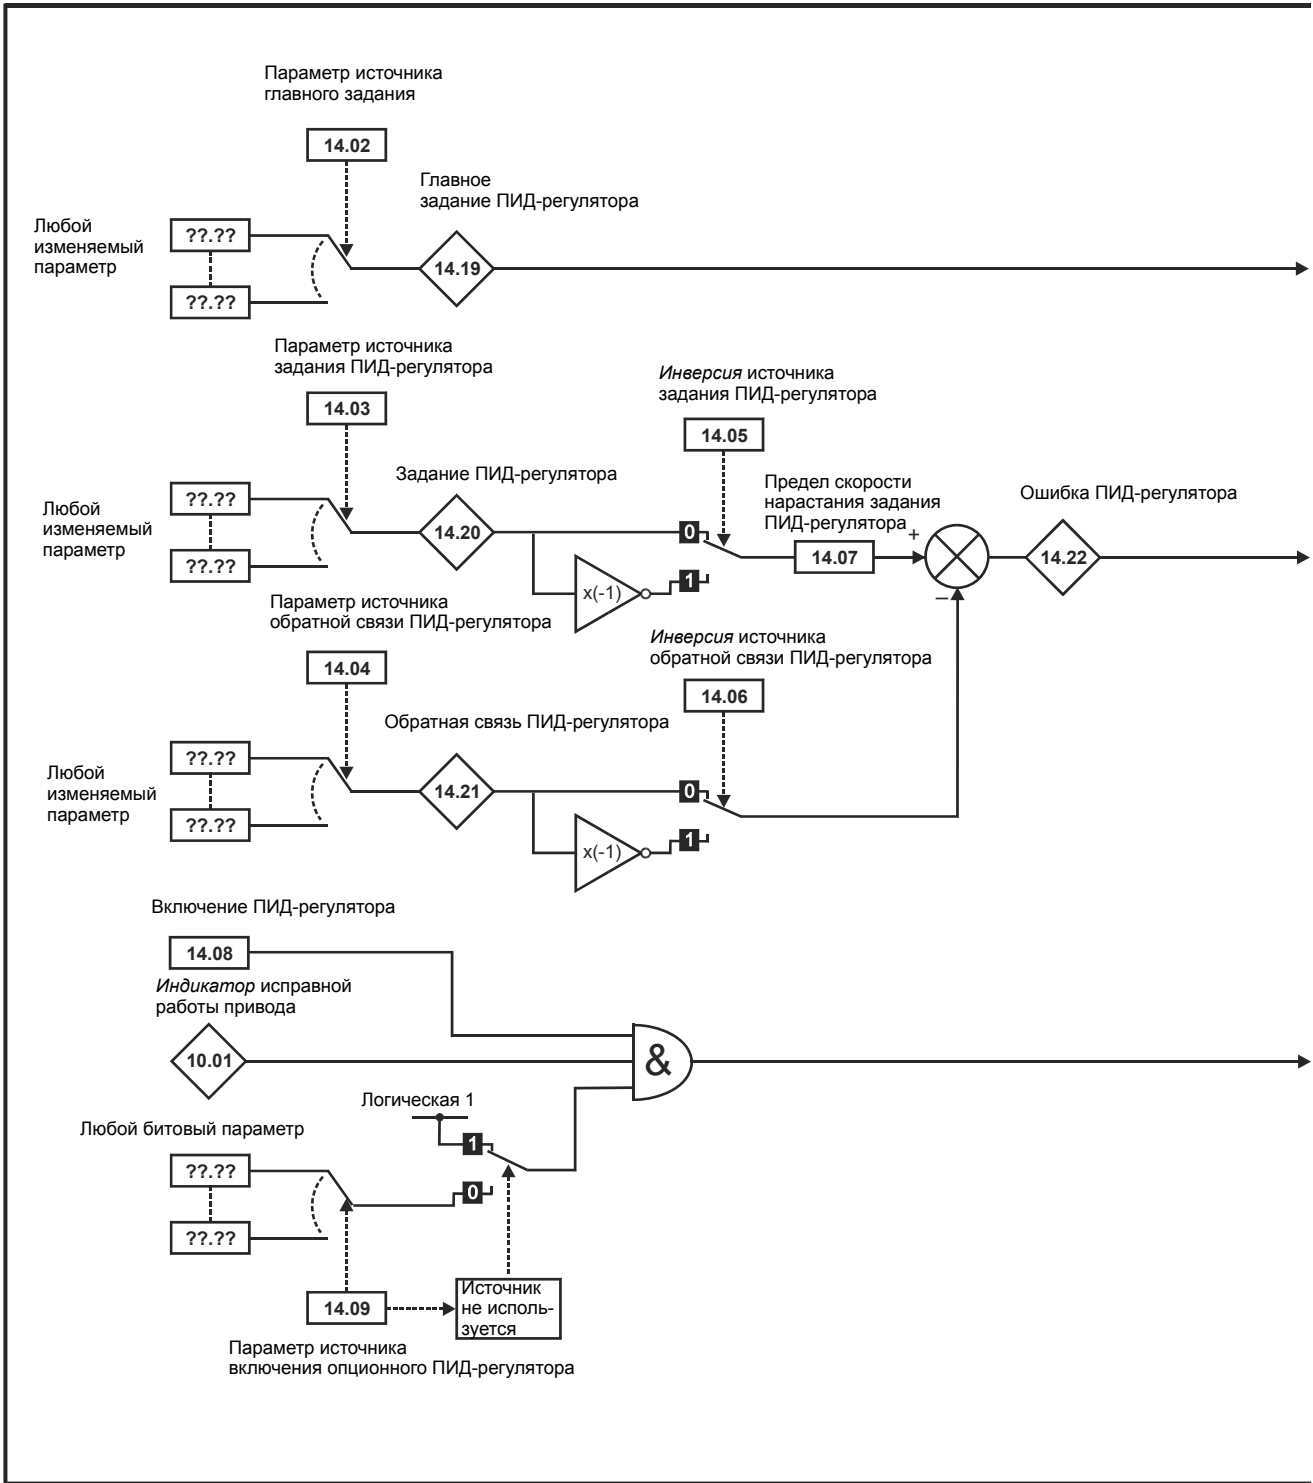 Параметр источника
главного задания
14.02
Главное
задание ПИД-регулятора
Любой
изменяемый
параметр
??.??
??.??
14.19
Параметр источника
задания ПИД-регулятора
14.03
Инверсия источника
задания ПИД-регулятора
14.05
Задание ПИД-регулятора
Предел скорости
нарастания задания
ПИД-регулятора
Ошибка ПИД-регулятора
Любой
изменяемый
параметр
??.??
??.??
14.20
0
1
x(-1)
14.07
+
–
14.22
Параметр источника
обратной связи ПИД-регулятора
14.04
Инверсия источника
обратной связи ПИД-регулятора
14.06
Обратная связь ПИД-регулятора
Любой
изменяемый
параметр
??.??
??.??
14.21
0
1
x(-1)
Включение ПИД-регулятора
14.08
Индикатор исправной
работы привода
10.01
&
Логическая 1
Любой битовый параметр
??.??
??.??
1
0
14.09
Источник
не исполь-
зуется
Параметр источника
включения опционного ПИД-регулятора